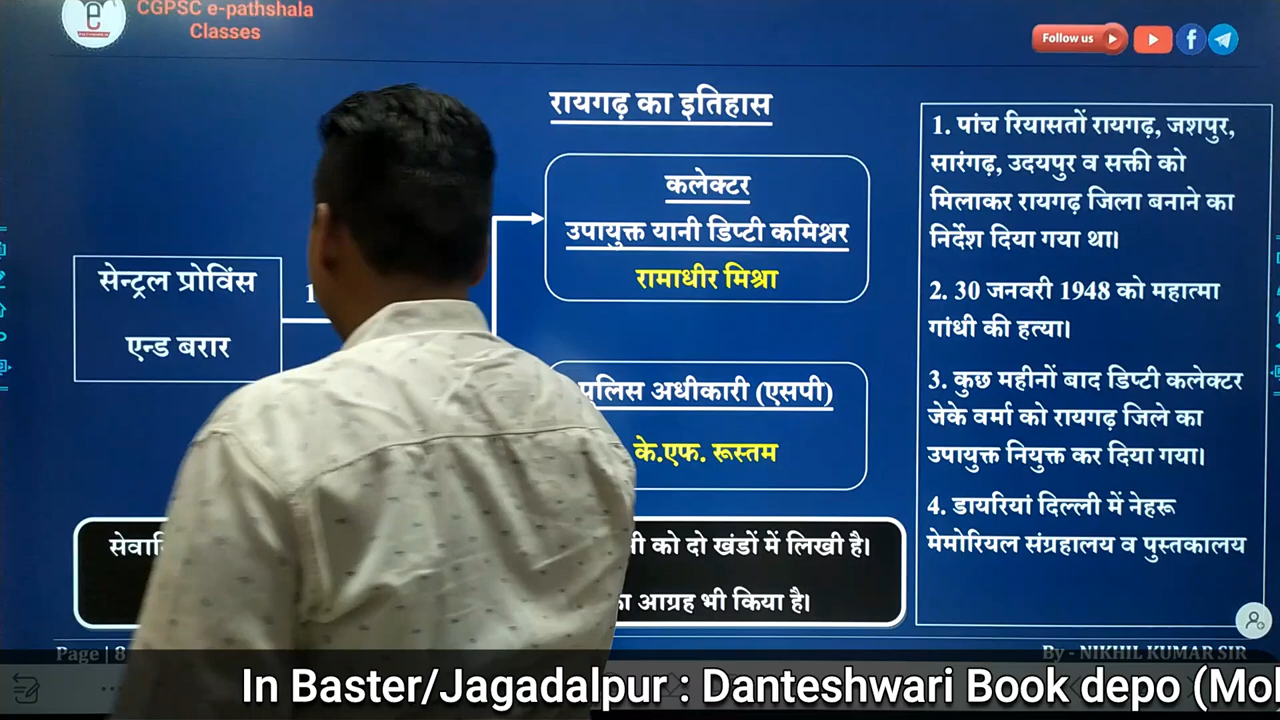 CGPSC e-pathshala
Classes
Follow us
रायगढ़ का इतिहास
सेन्ट्रल प्रोविंस
एन्ड बरार
कलेक्टर
उपायुक्त यानी डिप्टी कमिश्नर
रामाधीर मिश्रा
पुलिस अधीकारी (एसपी)
के.एफ. रूस्तम
को दो खंडों में लिखी है।
आग्रह भी किया है।
1. पांच रियासतों रायगढ़, जशपुर,
सारंगढ़, उदयपुर व सक्ती को
मिलाकर रायगढ़ जिला बनाने का
निर्देश दिया गया था।
2. 30 जनवरी 1948 को महात्मा
गांधी की हत्या।
3. कुछ महीनों बाद डिप्टी कलेक्टर
जेके वर्मा को रायगढ़ जिले का
उपायुक्त नियुक्त कर दिया गया।
4. डायरियां दिल्ली में नेहरू
मेमोरियल संग्रहालय व पुस्तकालय
Page | 8
By - NIKHIL KUMAR SIR
In Baster/Jagadalpur : Danteshwari Book depo